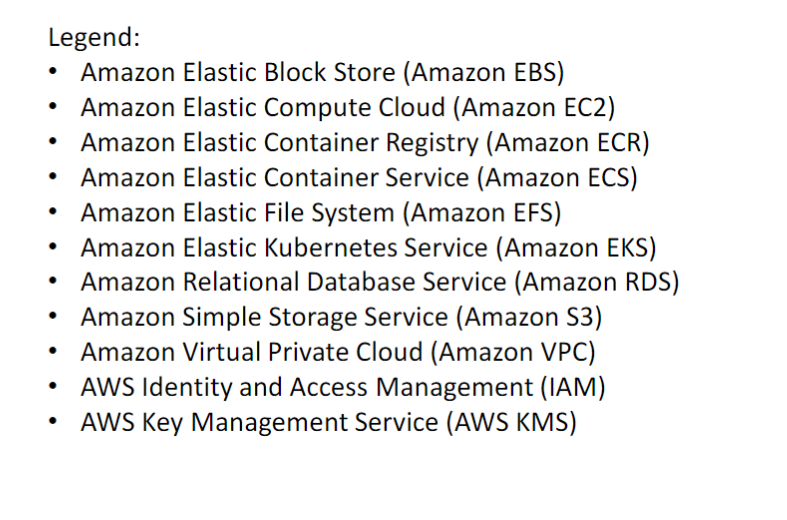 Legend:
• Amazon Elastic Block Store (Amazon EBS)
• Amazon Elastic Compute Cloud (Amazon EC2)
• Amazon Elastic Container Registry (Amazon ECR)
• Amazon Elastic Container Service (Amazon ECS)
• Amazon Elastic File System (Amazon EFS)
• Amazon Elastic Kubernetes Service (Amazon EKS)
• Amazon Relational Database Service (Amazon RDS)
• Amazon Simple Storage Service (Amazon S3)
• Amazon Virtual Private Cloud (Amazon VPC)
• AWS Identity and Access Management (IAM)
• AWS Key Management Service (AWS KMS)